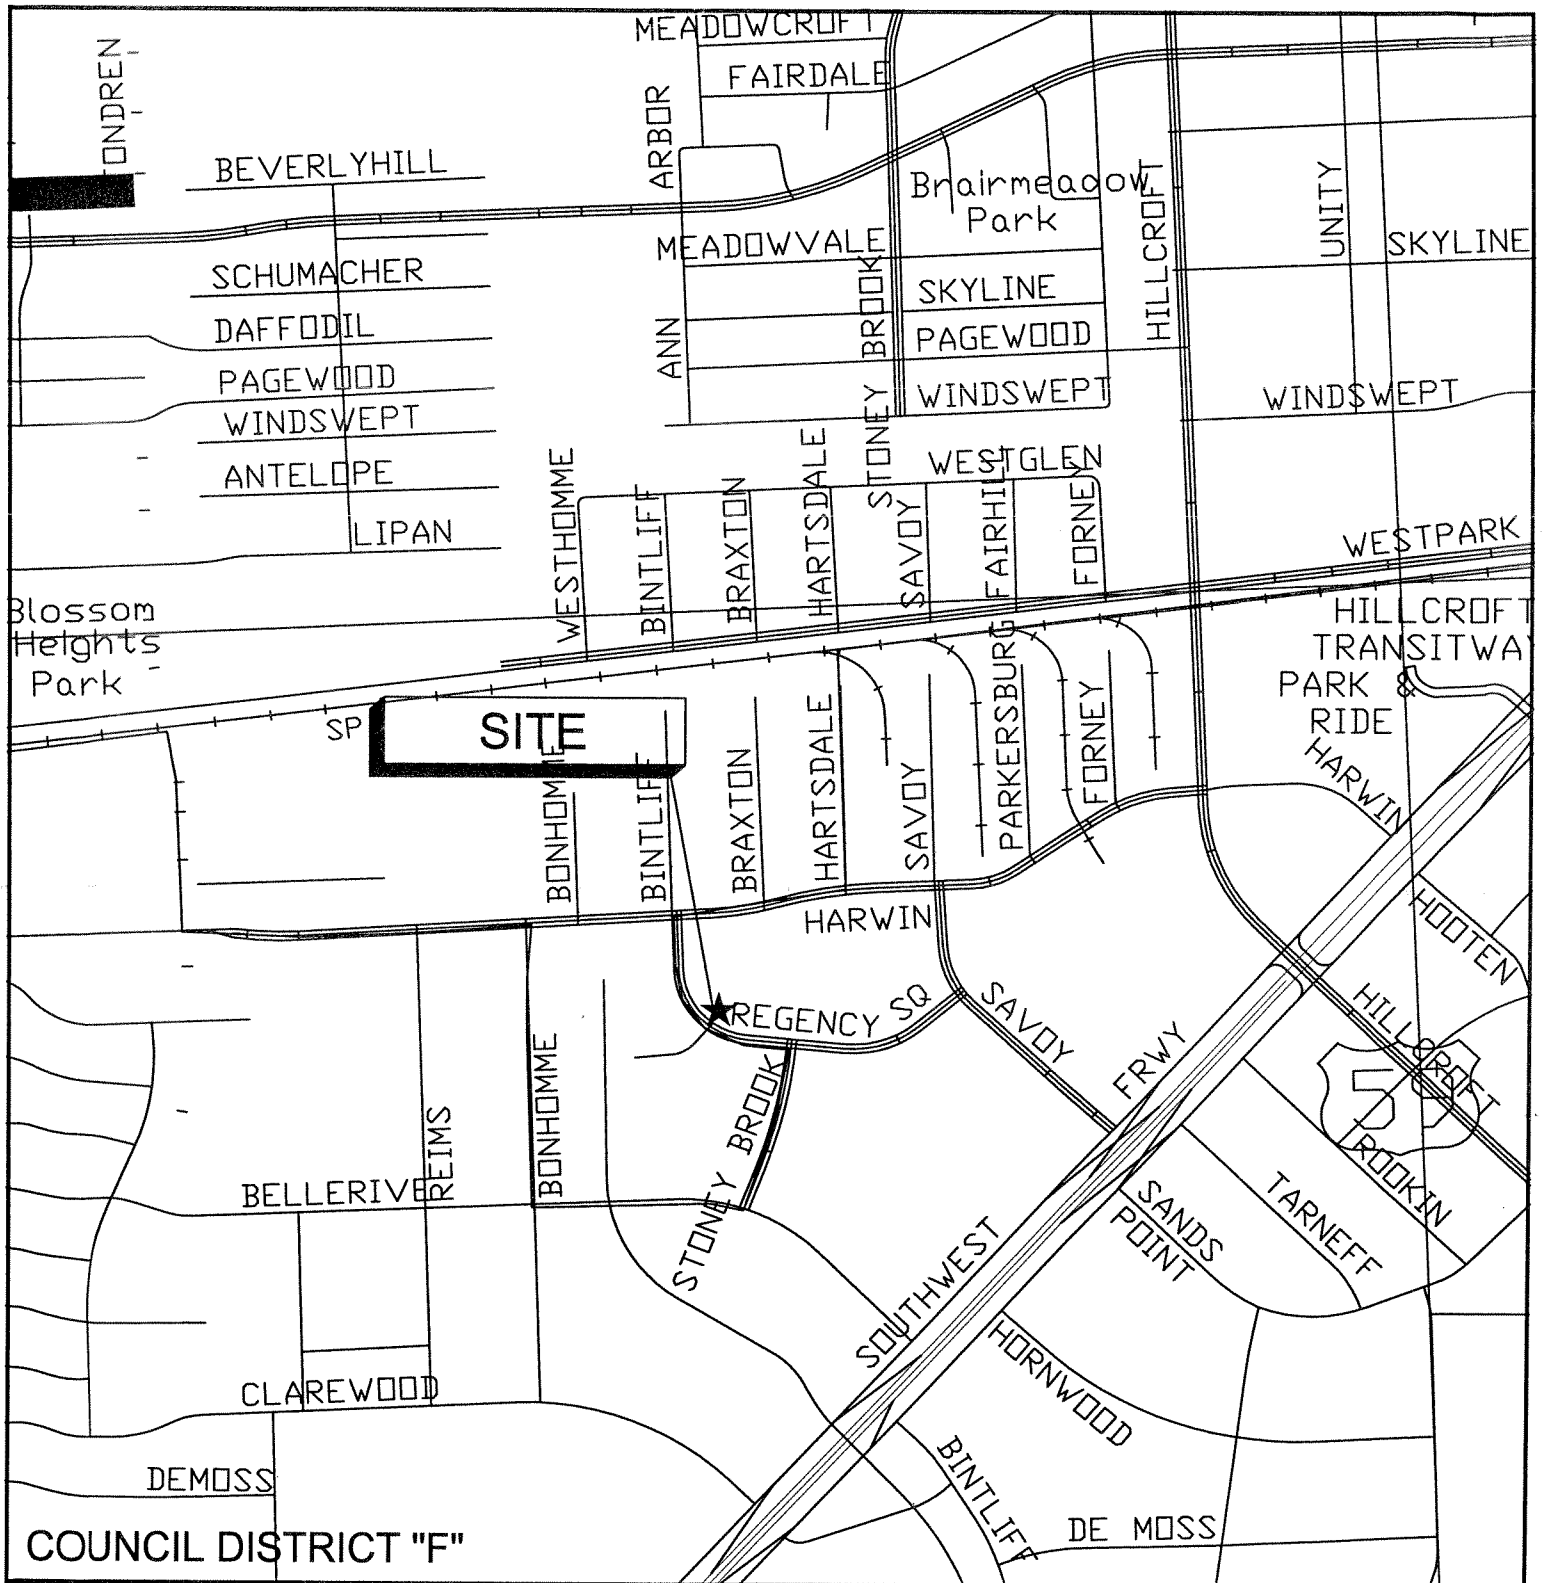 MEADOWCROFT
FAIRDALE
ONDREN
ARBOR
BEVERLYHILL
Briarmeadow
Park
HILLCROFT
UNITY
MEADOWVALE
SKYLINE
SCHUMACHER
SKYLINE
DAFFODIL
ANN
STONEY BROOK
PAGEWOOD
PAGEWOOD
WINDSWEPT
WINDSWEPT
WINDSWEPT
ANTELOPE
WESTGLEN
LIPAN
WESTHOMME
BINTLIFF
BRAXTON
HARTSDALE
SAVOY
FAIRHILL
FORNEY
WESTPARK
Blossom
Heights
Park
HILLCROFT
TRANSITWAY
PARK &
RIDE
SP
SITE
BONHOMME
BINTLIFF
BRAXTON
HARTSDALE
SAVOY
PARKERSBURG
FORNEY
HARWIN
HARWIN
HOOTEN
REGENCY SQ
SAVOY
HILLCROFT
FRWY
59
STONEY BROOK
BONHOMME
REIMS
BELLERIVE
ROOKIN
TARNEFF
SANDS
POINT
SOUTHWEST
HORNWOOD
CLAREWOOD
BINTLIFF
DEMOSS
DE MOSS
COUNCIL DISTRICT "F"